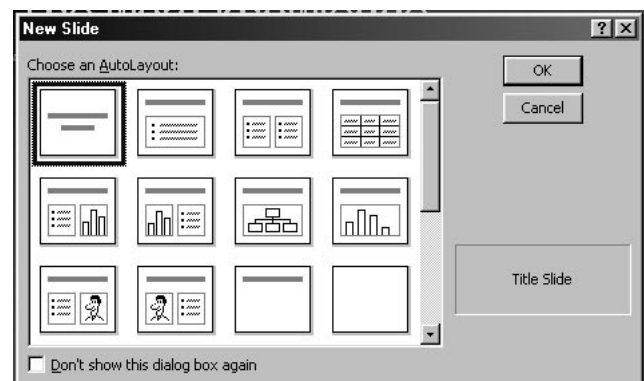 New Slide
Choose an AutoLayout:
OK
Cancel
Title Slide
Don't show this dialog box again